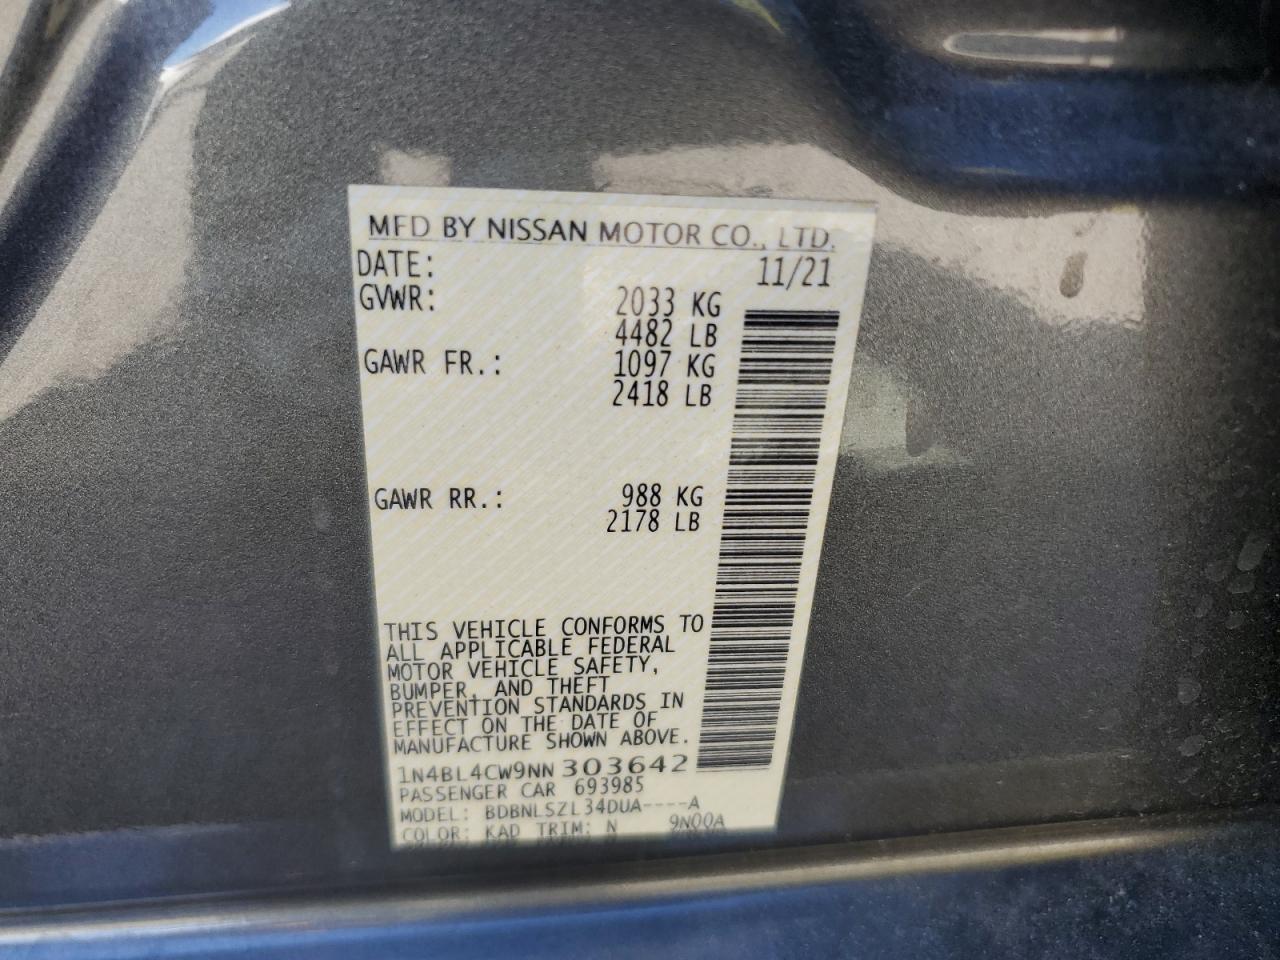 MFD BY NISSAN MOTOR CO., LTD.
DATE: 11/21
GVWR: 2033 KG
4482 LB
GAWR FR.: 1097 KG
2418 LB
GAWR RR.: 988 KG
2178 LB
THIS VEHICLE CONFORMS TO
ALL APPLICABLE FEDERAL
MOTOR VEHICLE SAFETY,
BUMPER, AND THEFT
PREVENTION STANDARDS IN
EFFECT ON THE DATE OF
MANUFACTURE SHOWN ABOVE.
1N4BL4CW9NN303642
PASSENGER CAR 693985
MODEL: BDBNLSZL34DUA----A
COLOR: KAD TRIM: N 9N00A